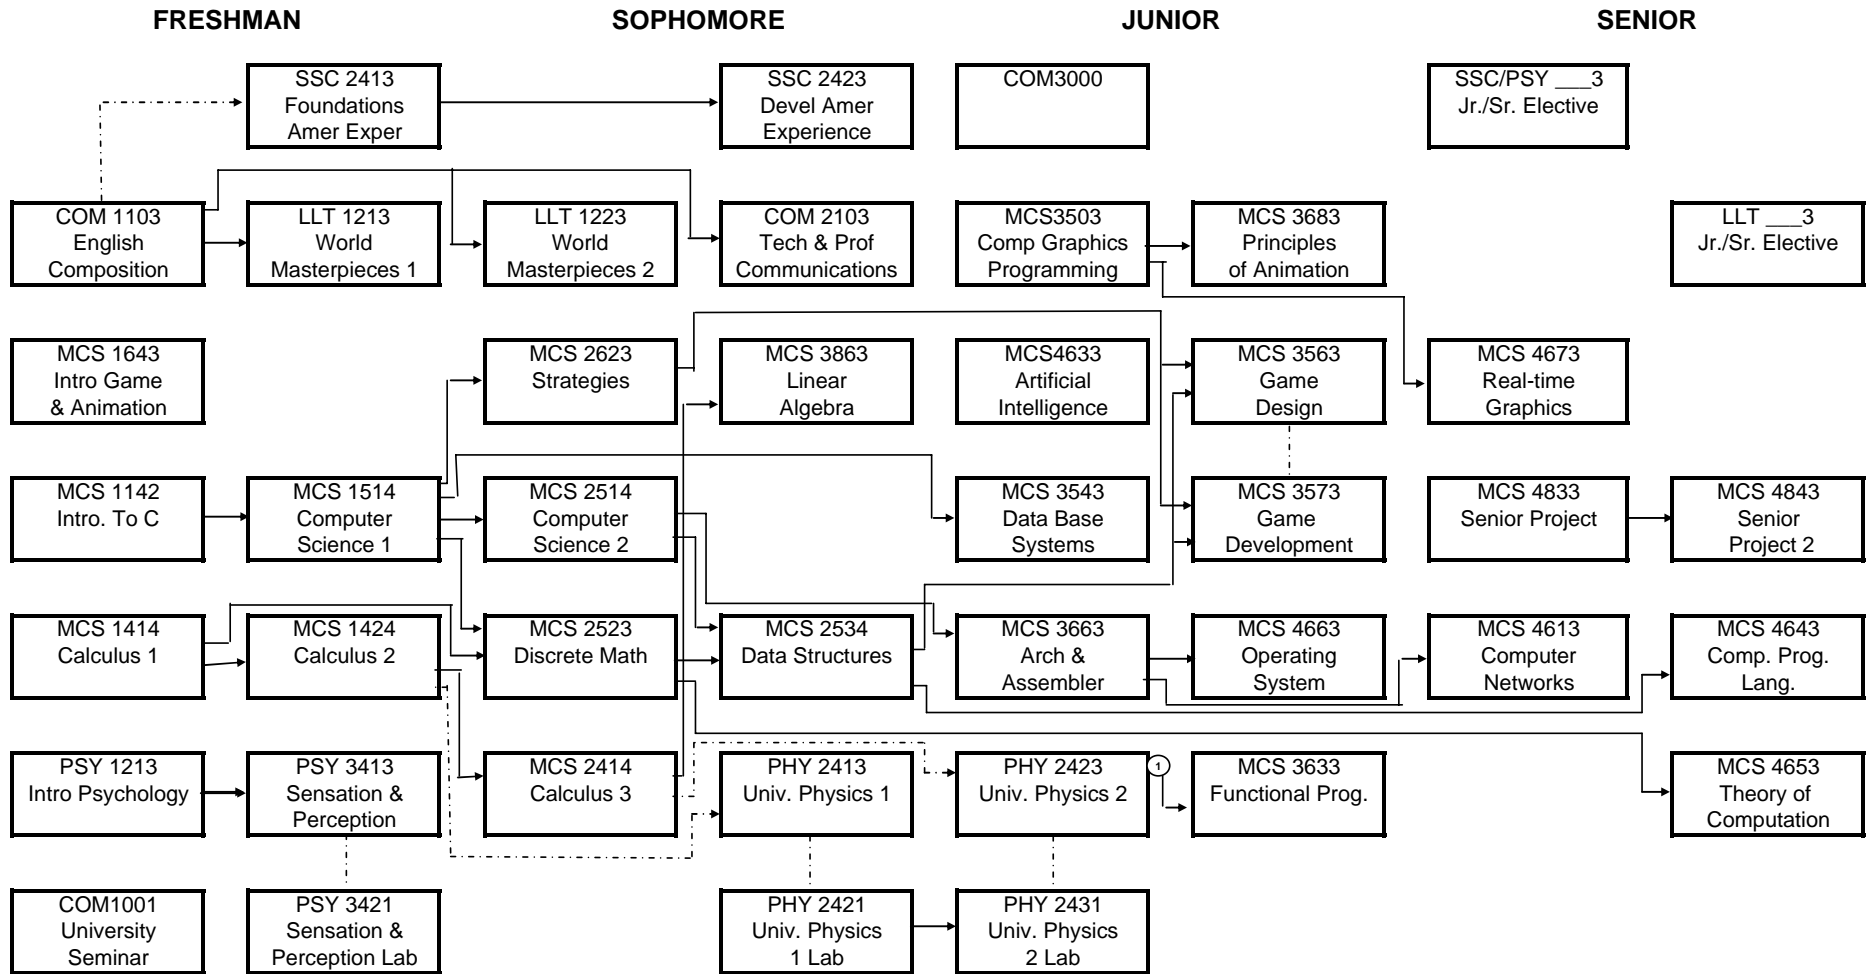 FRESHMAN
SOPHOMORE
JUNIOR
SENIOR
SSC 2413
Foundations
Amer Exper
SSC 2423
Devel Amer
Experience
COM3000
SSC/PSY ___3
Jr./Sr. Elective
COM 1103
English
Composition
LLT 1213
World
Masterpieces 1
LLT 1223
World
Masterpieces 2
COM 2103
Tech & Prof
Communications
MCS3503
Comp Graphics
Programming
MCS 3683
Principles
of Animation
LLT ___3
Jr./Sr. Elective
MCS 1643
Intro Game
& Animation
MCS 2623
Strategies
MCS 3863
Linear
Algebra
MCS4633
Artificial
Intelligence
MCS 3563
Game
Design
MCS 4673
Real-time
Graphics
MCS 1142
Intro. To C
MCS 1514
Computer
Science 1
MCS 2514
Computer
Science 2
MCS 3543
Data Base
Systems
MCS 3573
Game
Development
MCS 4833
Senior Project
MCS 4843
Senior
Project 2
MCS 1414
Calculus 1
MCS 1424
Calculus 2
MCS 2523
Discrete Math
MCS 2534
Data Structures
MCS 3663
Arch &
Assembler
MCS 4663
Operating
System
MCS 4613
Computer
Networks
MCS 4643
Comp. Prog.
Lang.
PSY 1213
Intro Psychology
PSY 3413
Sensation &
Perception
MCS 2414
Calculus 3
PHY 2413
Univ. Physics 1
PHY 2423
Univ. Physics 2
1
MCS 3633
Functional Prog.
MCS 4653
Theory of
Computation
COM1001
University
Seminar
PSY 3421
Sensation &
Perception Lab
PHY 2421
Univ. Physics
1 Lab
PHY 2431
Univ. Physics
2 Lab